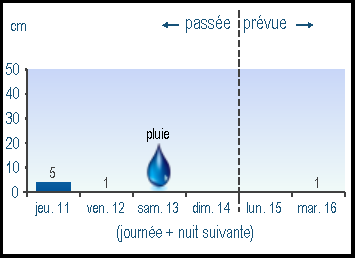 passée prévue
cm
50
40
30
20
10
0
pluie
5
1
1
jeu. 11 ven. 12 sam. 13 dim. 14 lun. 15 mar. 16
(journée + nuit suivante)